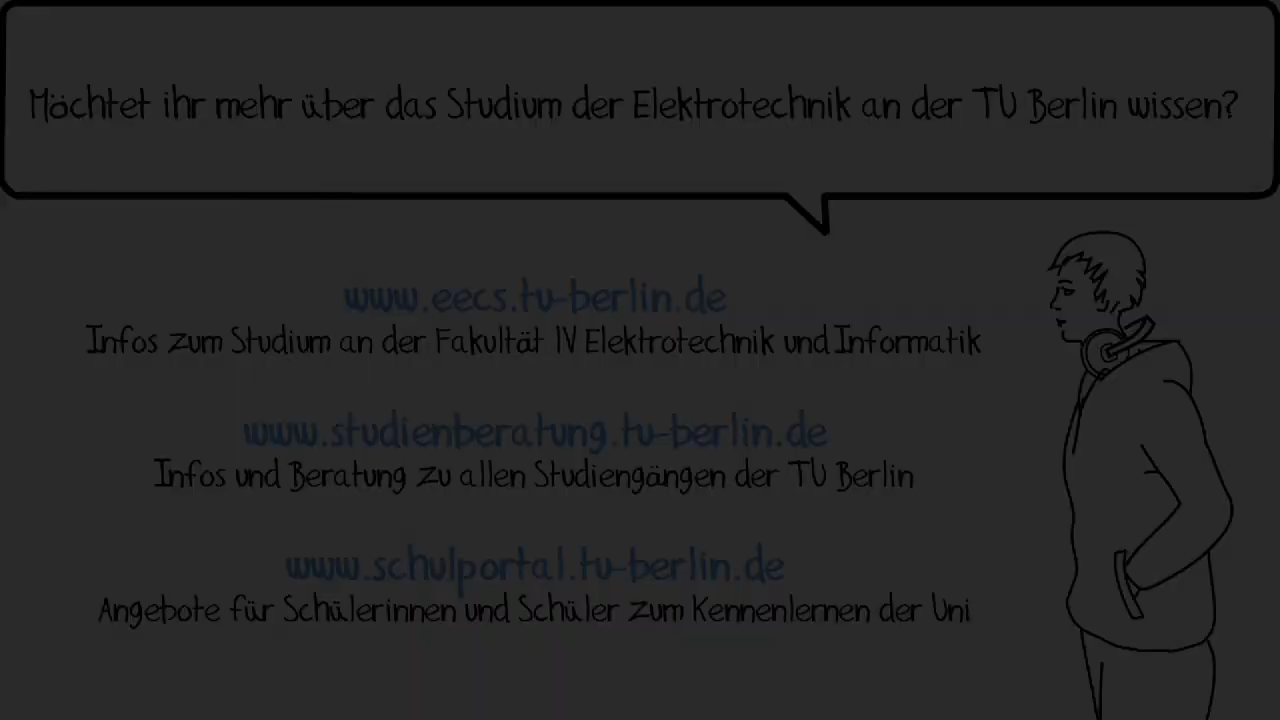 Möchtet ihr mehr über das Studium der Elektrotechnik an der TU Berlin wissen?
www.eecs.tu-berlin.de
Infos zum Studium an der Fakultät IV Elektrotechnik und Informatik
www.studienberatung.tu-berlin.de
Infos und Beratung zu allen Studiengängen der TU Berlin
www.schulportal.tu-berlin.de
Angebote für Schülerinnen und Schüler zum Kennenlernen der Uni